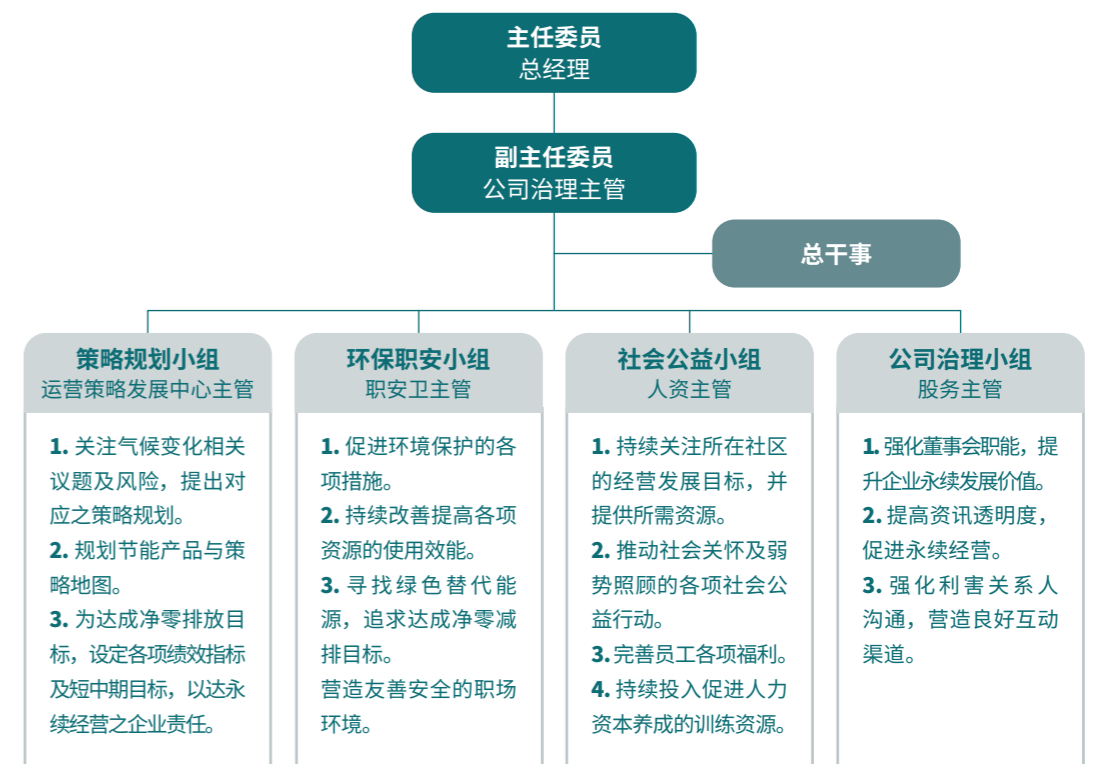 主任委员
总经理
副主任委员
公司治理主管
总干事
策略规划小组
运营策略发展中心主管
1. 关注气候变化相关
议题及风险，提出对
应之策略规划。
2. 规划节能产品与策
略地图。
3. 为达成净零排放目
标，设定各项绩效指标
及短中期目标，以达永
续经营之企业责任。
环保职安小组
职安卫主管
1. 促进环境保护的各
项措施。
2. 持续改善提高各项
资源的使用效能。
3. 寻找绿色替代能
源，追求达成净零减
排目标。
营造友善安全的职场
环境。
社会公益小组
人资主管
1. 持续关注所在社区
的经营发展目标，并
提供所需资源。
2. 推动社会关怀及弱
势照顾的各项社会公
益行动。
3. 完善员工各项福利。
4. 持续投入促进人力
资本养成的训练资源。
公司治理小组
股务主管
1. 强化董事会职能，提
升企业永续发展价值。
2. 提高资讯透明度，
促进永续经营。
3. 强化利害关系人
沟通，营造良好互动
渠道。